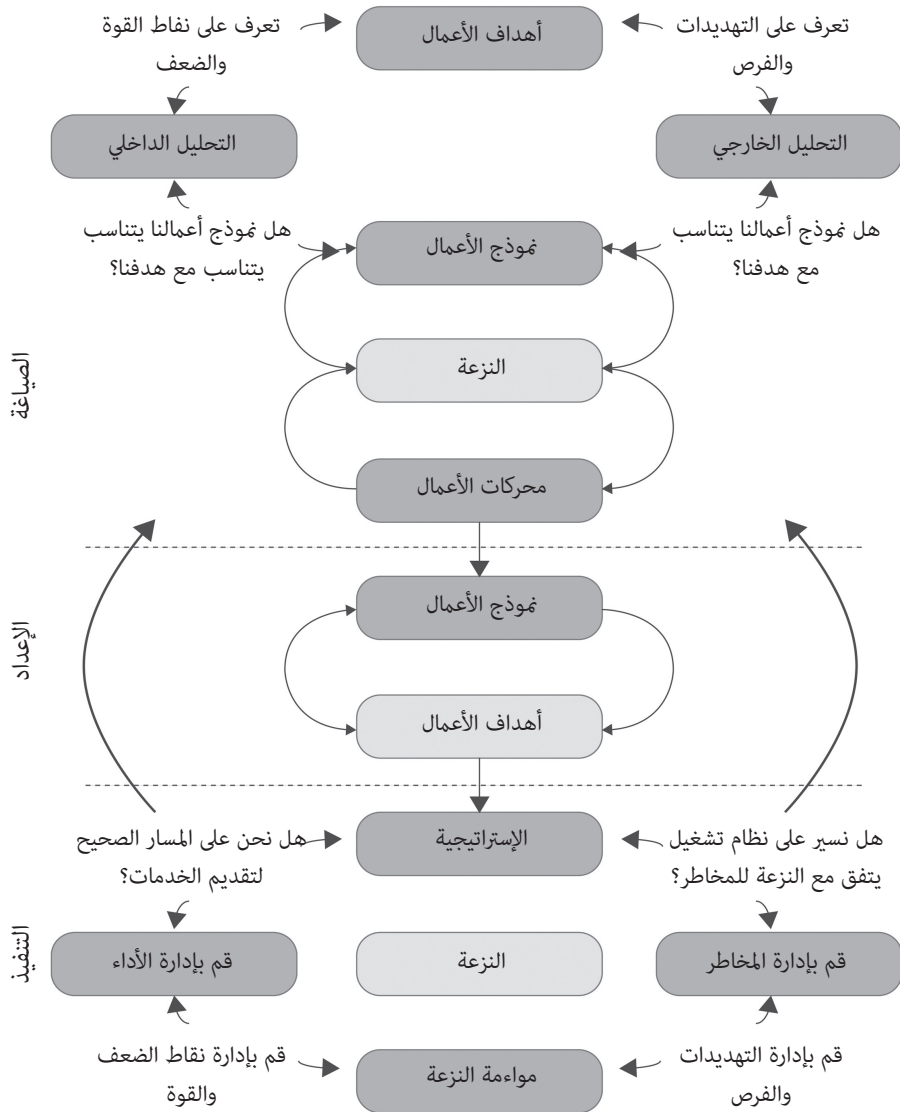 تعرف على التهديدات
والفرص
أهداف الأعمال
تعرف على نفاط القوة
والضعف
التحليل الخارجي
التحليل الداخلي
هل نموذج أعمالنا يتناسب
مع هدفنا؟
نموذج الأعمال
هل نموذج أعمالنا يتناسب
يتناسب مع هدفنا؟
النزعة
الصياغة
محركات الأعمال
نموذج الأعمال
الإعداد
أهداف الأعمال
هل نسير على نظام تشغيل
يتفق مع النزعة للمخاطر؟
الإستراتيجية
هل نحن على المسار الصحيح
لتقديم الخدمات؟
قم بإدارة المخاطر
النزعة
قم بإدارة الأداء
التنفيذ
قم بإدارة التهديدات
والفرص
مواءمة النزعة
قم بإدارة نقاط الضعف
والقوة